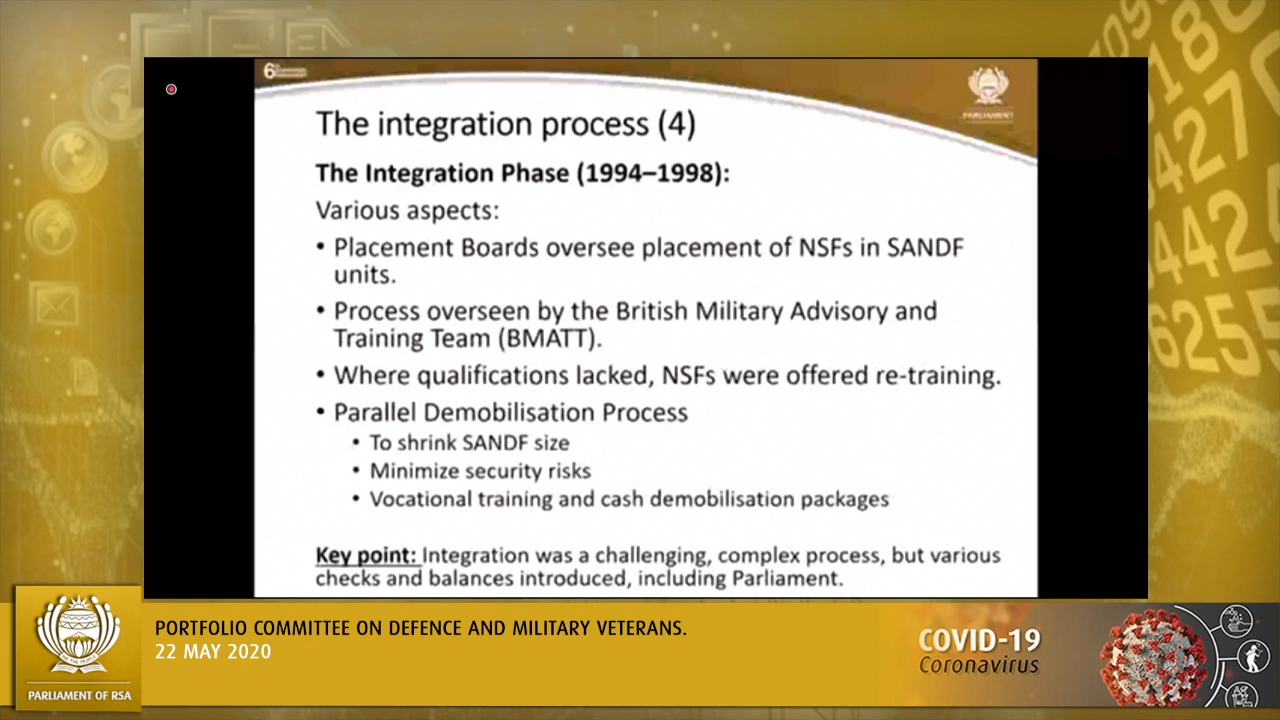 6
PARLIAMENT
The integration process (4)
The Integration Phase (1994–1998):
Various aspects:
• Placement Boards oversee placement of NSFs in SANDF
units.
• Process overseen by the British Military Advisory and
Training Team (BMATT).
• Where qualifications lacked, NSFs were offered re-training.
• Parallel Demobilisation Process
• To shrink SANDF size
• Minimize security risks
• Vocational training and cash demobilisation packages
Key point: Integration was a challenging, complex process, but various
checks and balances introduced, including Parliament.
PORTFOLIO COMMITTEE ON DEFENCE AND MILITARY VETERANS.
22 MAY 2020
PARLIAMENT OF RSA
COVID-19
Coronavirus